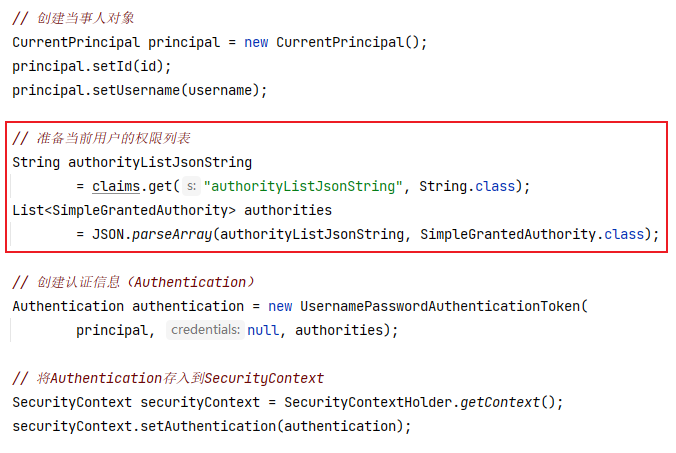 // 创建当事人对象
CurrentPrincipal principal = new CurrentPrincipal();
principal.setId(id);
principal.setUsername(username);
// 准备当前用户的权限列表
String authorityListJsonString
= claims.get( s: "authorityListJsonString", String.class);
List<SimpleGrantedAuthority> authorities
= JSON.parseArray(authorityListJsonString, SimpleGrantedAuthority.class);
// 创建认证信息（Authentication）
Authentication authentication = new UsernamePasswordAuthenticationToken(
principal, credentials: null, authorities);
// 将Authentication存入到SecurityContext
SecurityContext securityContext = SecurityContextHolder.getContext();
securityContext.setAuthentication(authentication);